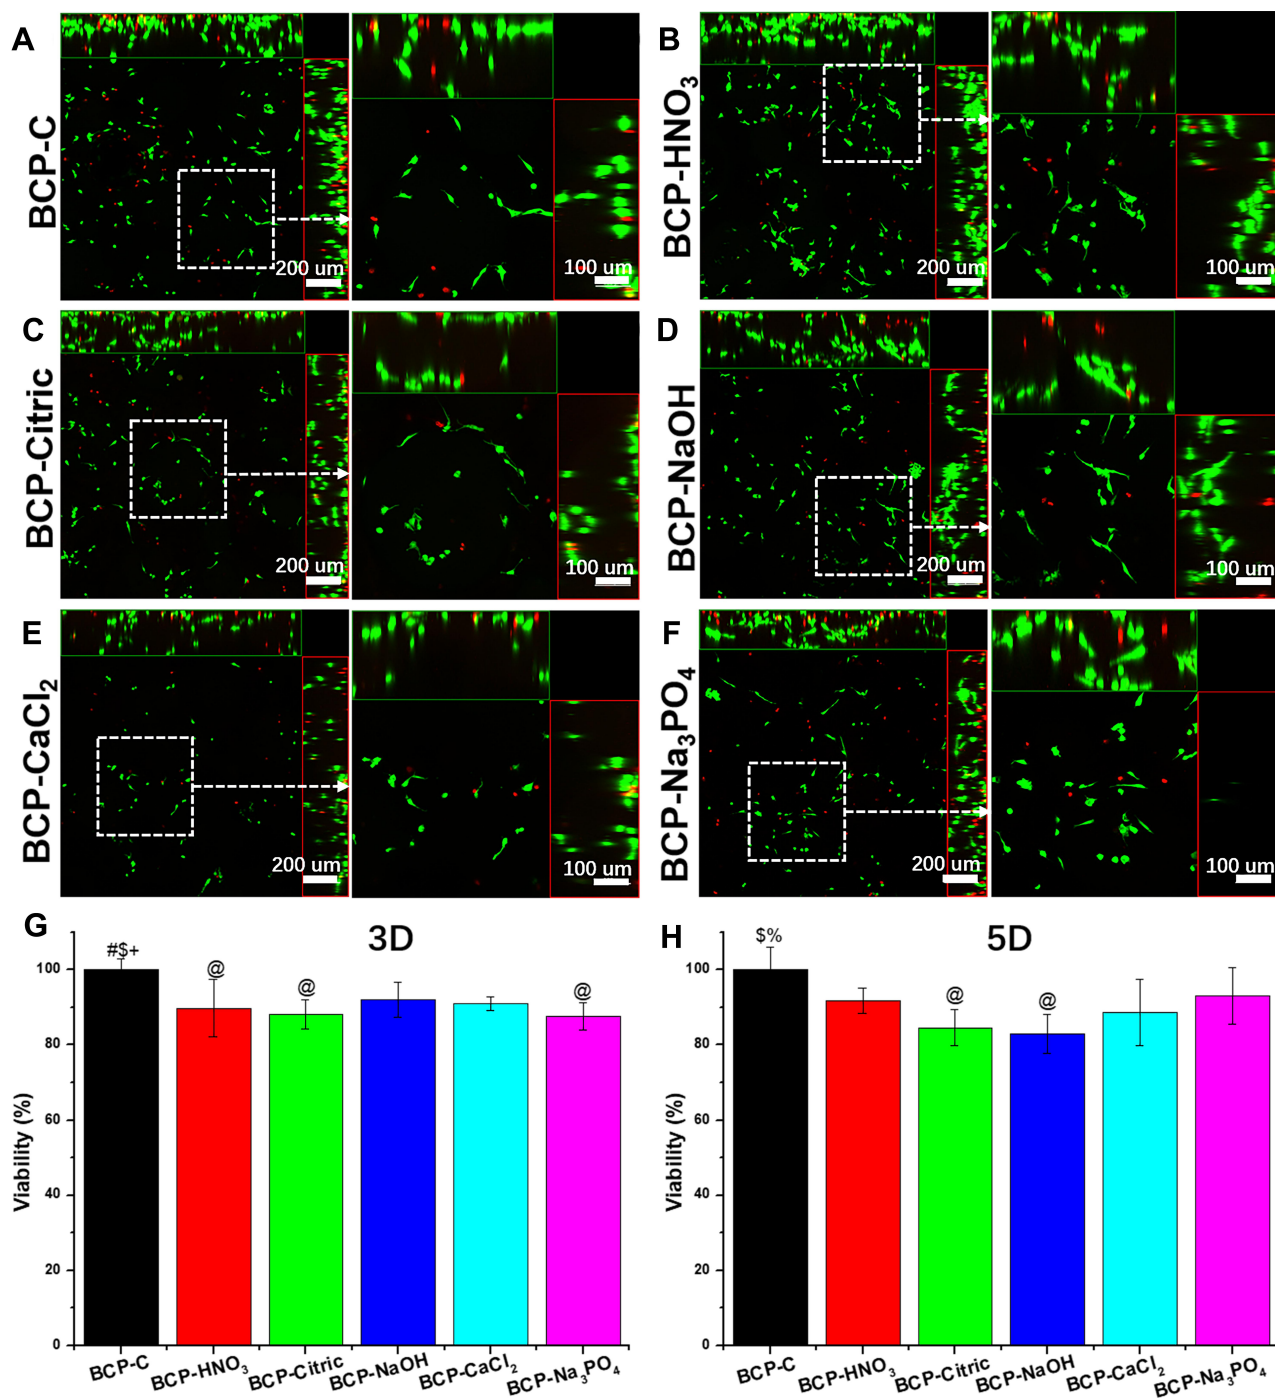 A
BCP-C
200 um
100 um
B
BCP-HNO3
200 um
100 um
C
BCP-Citric
200 um
100 um
D
BCP-NaOH
200 um
100 um
E
BCP-CaCl2
200 um
100 um
F
BCP-Na3PO4
200 um
100 um
G
3D
#$+
@
@
@
Viability (%)
100
80
60
40
20
0
BCP-C
BCP-HNO3
BCP-Citric
BCP-NaOH
BCP-CaCl2
BCP-Na3PO4
H
5D
$%
@
@
Viability (%)
100
80
60
40
20
0
BCP-C
BCP-HNO3
BCP-Citric
BCP-NaOH
BCP-CaCl2
BCP-Na3PO4